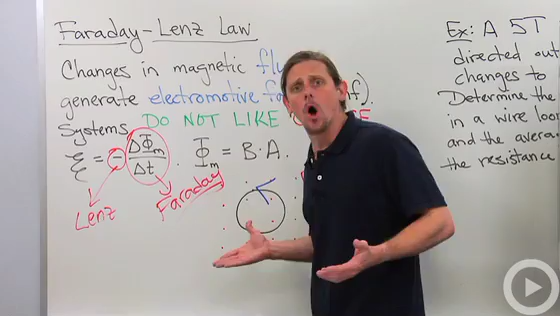 Faraday-Lenz Law
Changes in magnetic flu
generate electromotive fo f).
Systems DO NOT LIKE
ξ = - ΔΦm / Δt . Φm = B·A.
Lenz
Faraday
Ex: A 5T
directed out
changes to
Determine the
in a wire loo
and the avera
the resistance